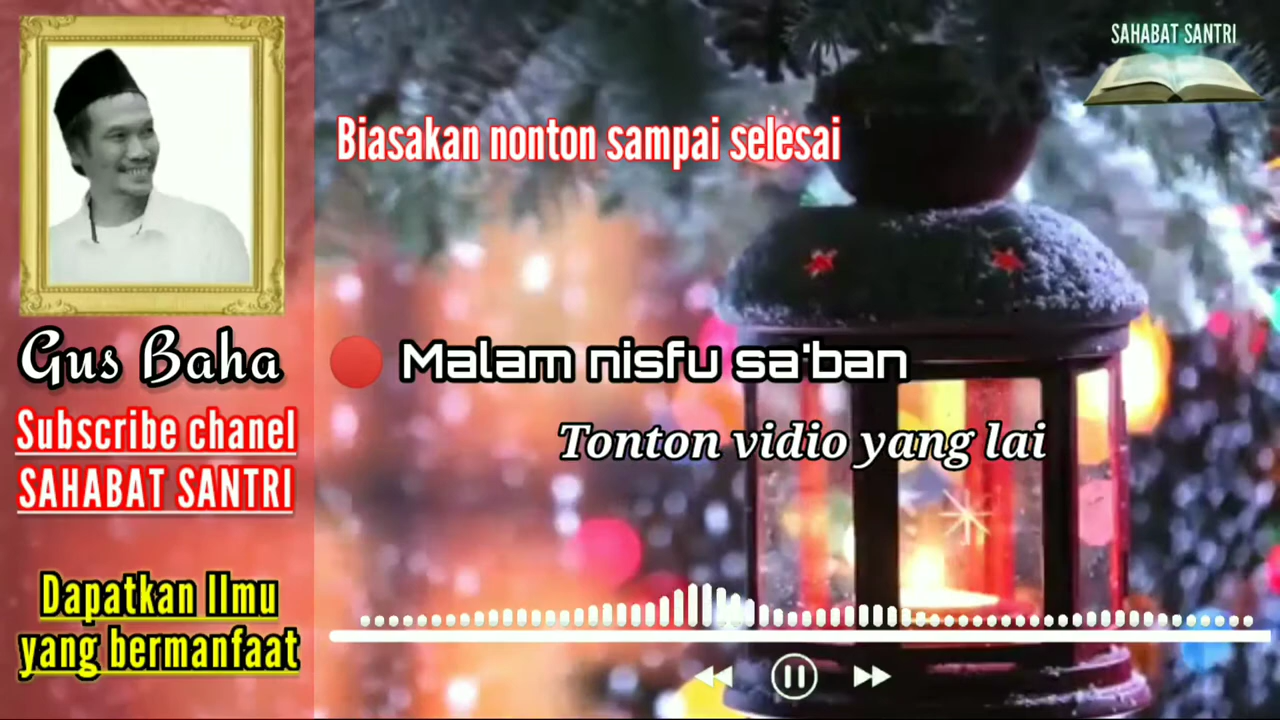 SAHABAT SANTRI
Biasakan nonton sampai selesai
Malam nisfu sa'ban
Tonton vidio yang lai
Gus Baha
Subscribe chanel
SAHABAT SANTRI
Dapatkan Ilmu
yang bermanfaat